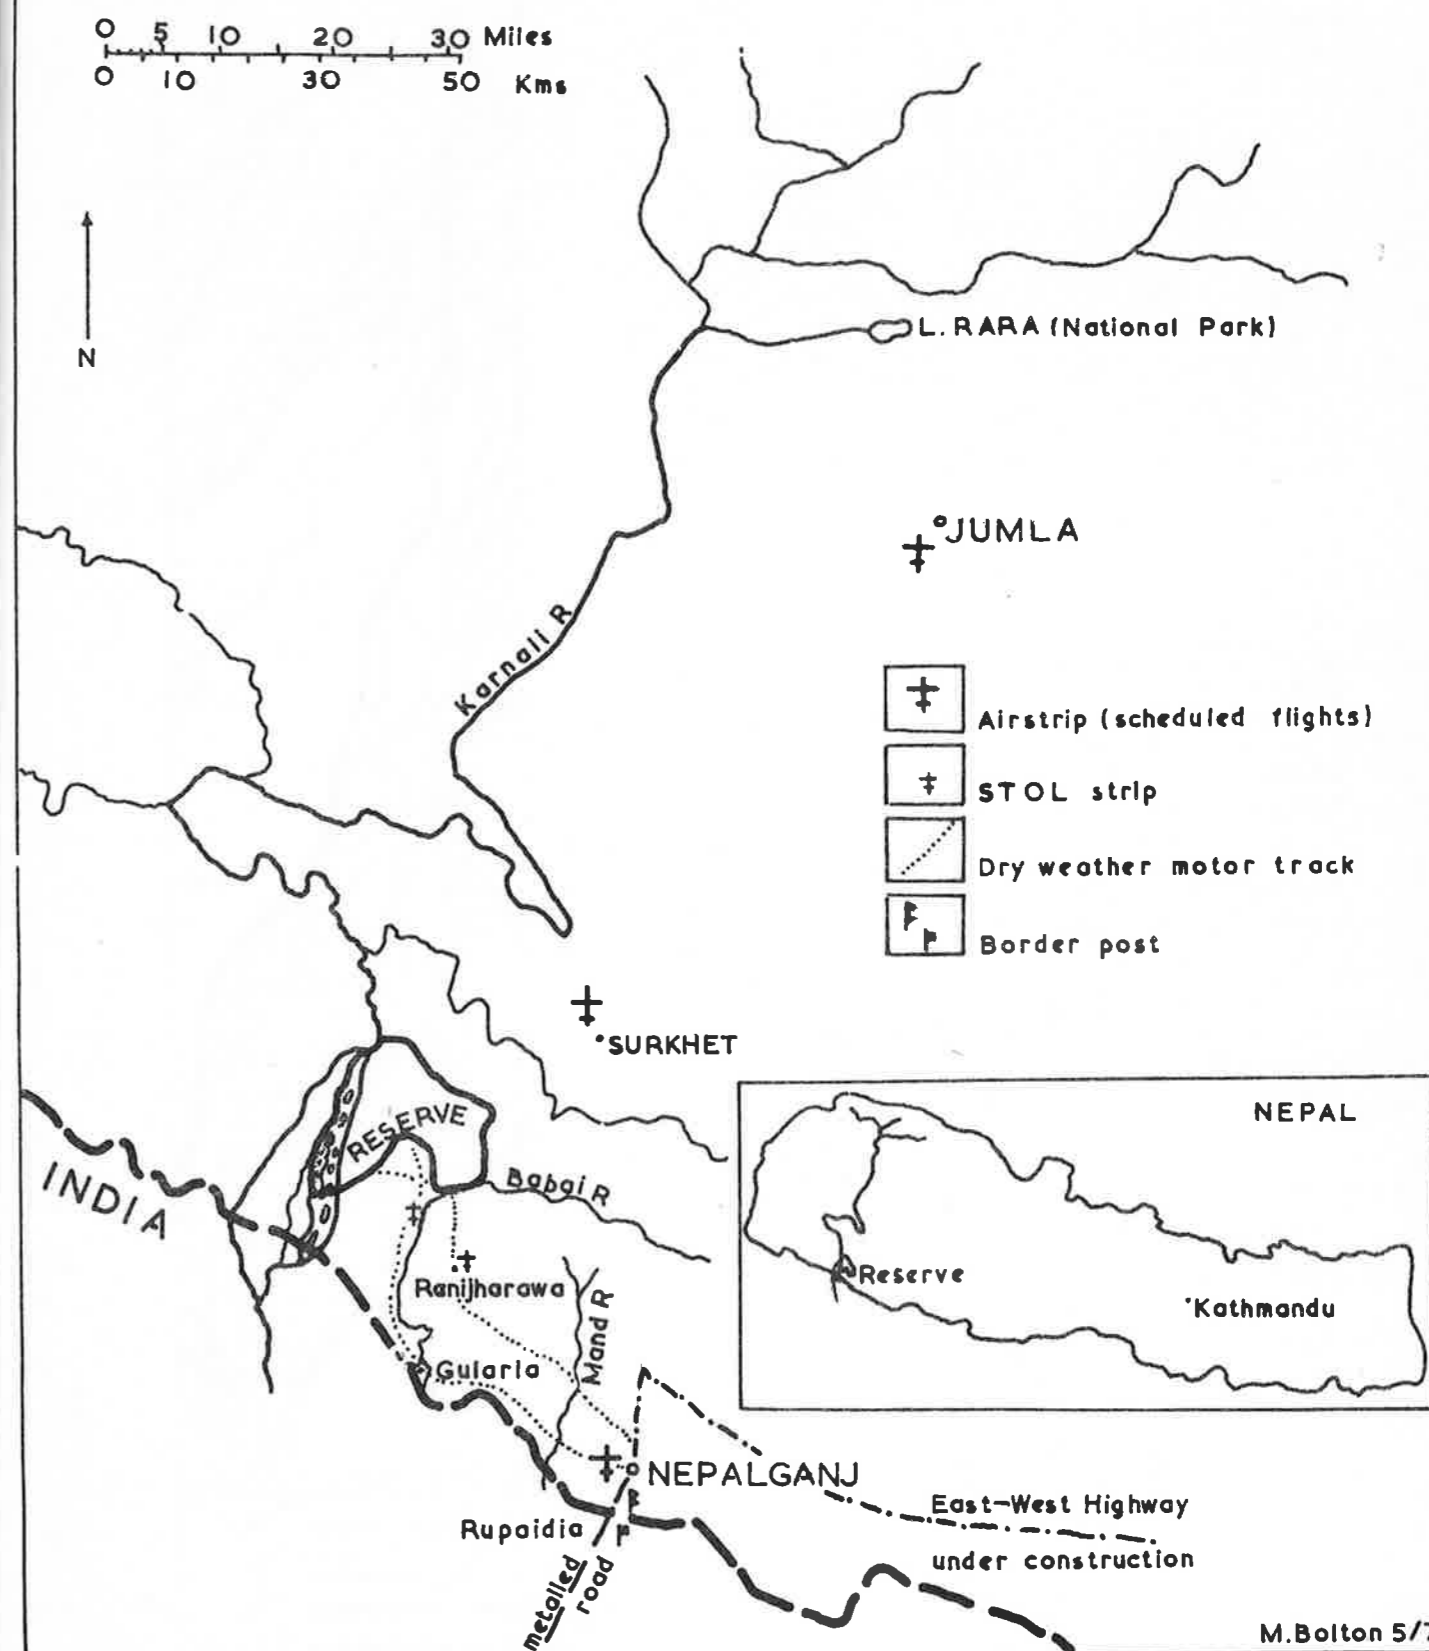 0 5 10 20 30 Miles
0 10 30 50 Kms
N
L. RARA (National Park)
JUMLA
Karnali R
Airstrip (scheduled flights)
STOL strip
Dry weather motor track
Border post
SURKHET
RESERVE
INDIA
Babai R
Ranijharawa
Mand R
Gularia
NEPALGANJ
Rupaidia
metalled
road
East-West Highway
under construction
NEPAL
Reserve
Kathmandu
M. Bolton 5/7